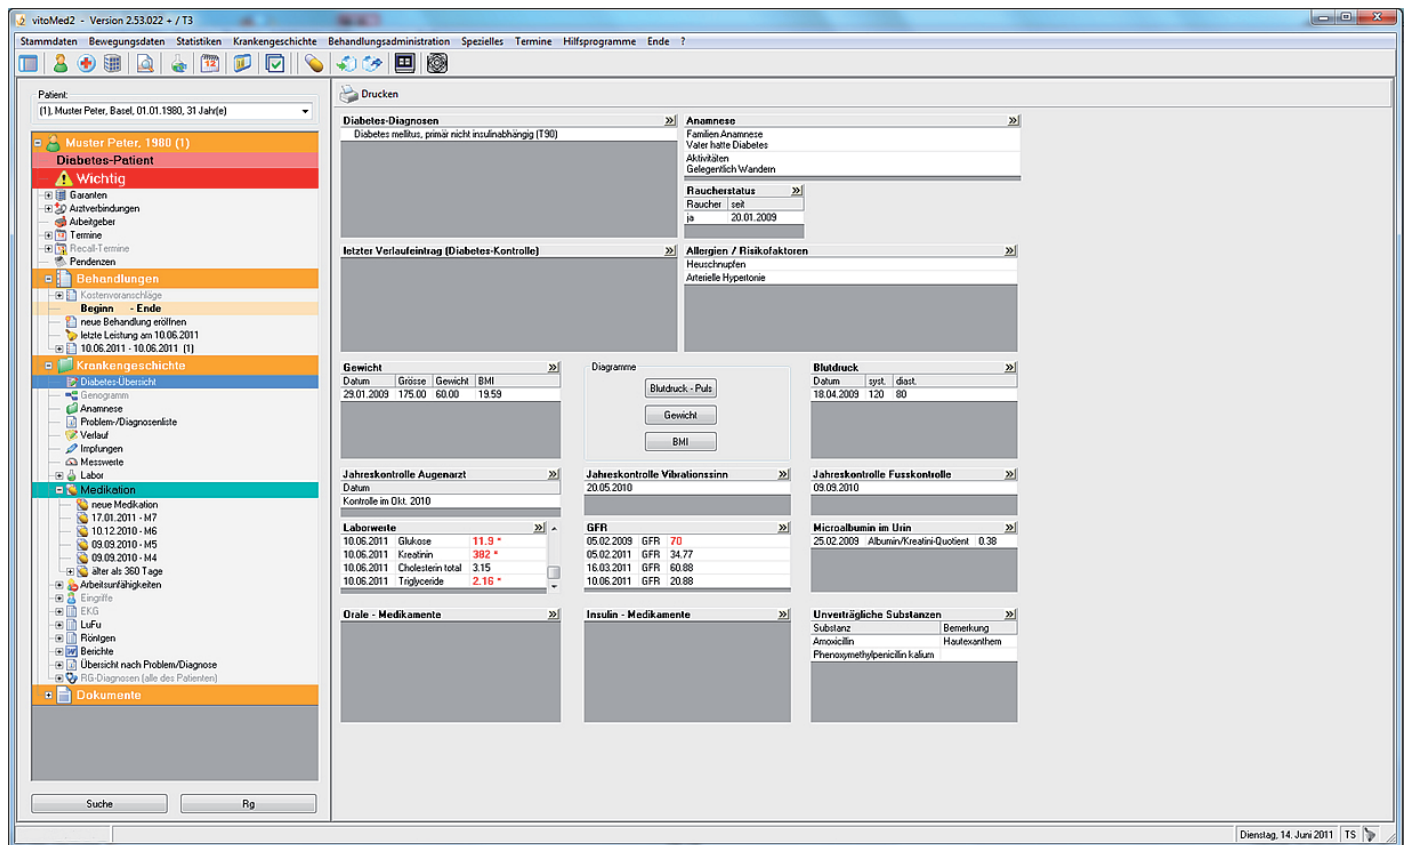 vitoMed2 - Version 2.53.022 + / T3
Stammdaten Bewegungsdaten Statistiken Krankengeschichte Behandlungsadministration Spezielles Termine Hilfsprogramme Ende ?
12
Patient:
(1), Muster Peter, Basel, 01.01.1980, 31 Jahr(e)
Muster Peter, 1980 (1)
Diabetes-Patient
Wichtig
Garanten
Arztverbindungen
Arbeitgeber
Termine
Recall-Termine
Pendenzen
Behandlungen
Kostenvoranschläge
Beginn - Ende
neue Behandlung eröffnen
letzte Leistung am 10.06.2011
10.06.2011 - 10.06.2011 (1)
Krankengeschichte
Diabetes-Übersicht
Genogramm
Anamnese
Problem-/Diagnosenliste
Verlauf
Impfungen
Messwerte
Labor
Medikation
neue Medikation
17.01.2011 - M7
10.12.2010 - M6
09.09.2010 - M5
09.09.2010 - M4
älter als 360 Tage
Arbeitsunfähigkeiten
Eingriffe
EKG
LuFu
Röntgen
Berichte
Übersicht nach Problem/Diagnose
RG-Diagnosen (alle des Patienten)
Dokumente
Suche Rg
Drucken
Diabetes-Diagnosen
Diabetes mellitus, primär nicht insulinabhängig (T90)
Anamnese
Familien Anamnese
Vater hatte Diabetes
Aktivitäten
Gelegentlich Wandern
Raucherstatus
Raucher seit
ja 20.01.2009
letzter Verlaufeintrag (Diabetes-Kontrolle)
Allergien / Risikofaktoren
Heuschnupfen
Arterielle Hypertonie
Gewicht
Datum Grösse Gewicht BMI
29.01.2009 175.00 60.00 19.59
Diagramme
Blutdruck - Puls
Gewicht
BMI
Blutdruck
Datum syst. diast.
18.04.2009 120 80
Jahreskontrolle Augenarzt
Datum
Kontrolle im Okt. 2010
Jahreskontrolle Vibrationssinn
20.05.2010
Jahreskontrolle Fusskontrolle
09.09.2010
Laborwerte
10.06.2011 Glukose 11.9 *
10.06.2011 Kreatinin 382 *
10.06.2011 Cholesterin total 3.15
10.06.2011 Triglyceride 2.16 *
GFR
05.02.2009 GFR 70
05.02.2011 GFR 34.77
16.03.2011 GFR 60.88
10.06.2011 GFR 20.88
Microalbumin im Urin
25.02.2009 Albumin/Kreatini-Quotient 0.38
Orale - Medikamente
Insulin - Medikamente
Unverträgliche Substanzen
Substanz Bemerkung
Amoxicillin Hautexanthem
Phenoxymethylpenicillin kalium
Dienstag, 14. Juni 2011 TS